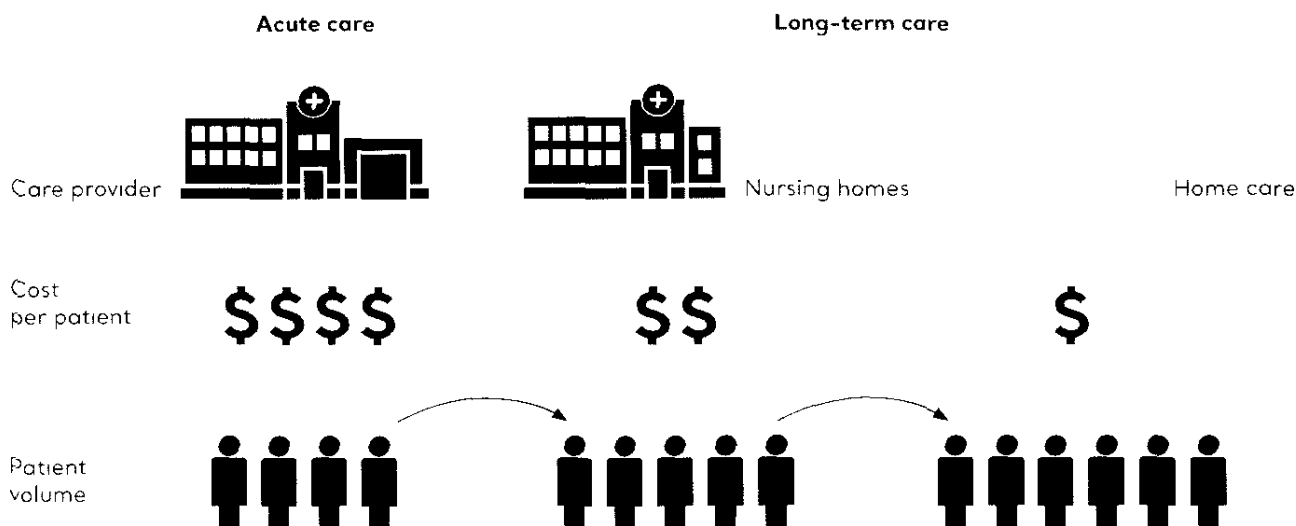 Acute care
Long-term care
Care provider
Nursing homes
Home care
Cost
per patient
$$$$
$$
$
Patient
volume